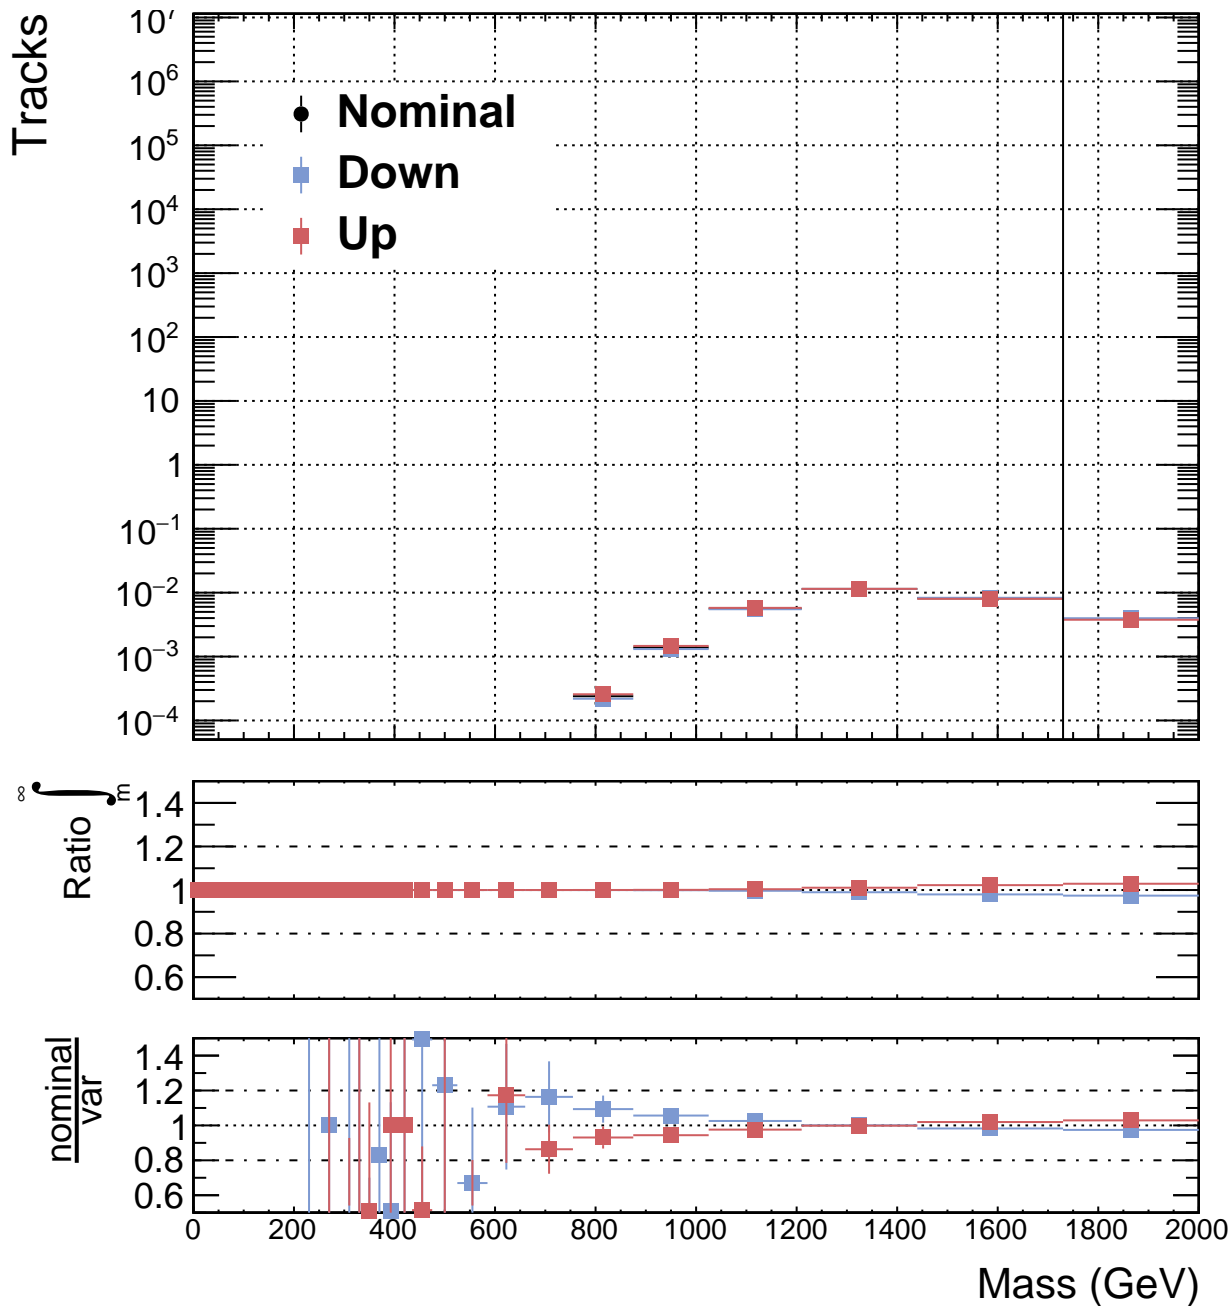 Tracks
10⁷
10⁶
10⁵
10⁴
10³
10²
10
1
10⁻¹
10⁻²
10⁻³
10⁻⁴
Nominal
Down
Up
Ratio ∫ₘ∞
1.4
1.2
1
0.8
0.6
nominal
var
1.4
1.2
1
0.8
0.6
0 200 400 600 800 1000 1200 1400 1600 1800 2000
Mass (GeV)